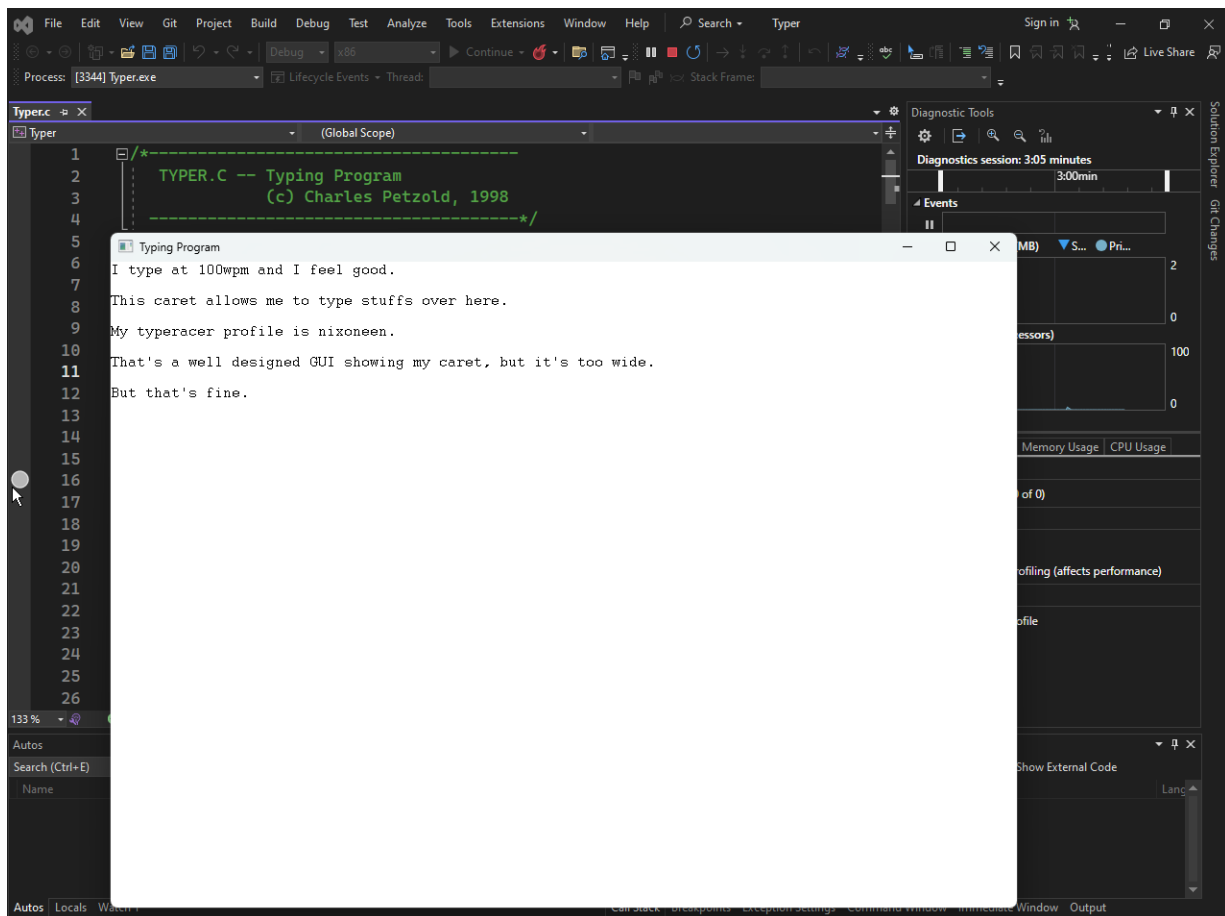 File Edit View Git Project Build Debug Test Analyze Tools Extensions Window Help Search Typer Sign in
Debug x86 Continue Live Share
Process: [3344] Typer.exe Lifecycle Events Thread: Stack Frame:
Typer.c
Typer (Global Scope)
1 /*--------------------------------------
2 TYPER.C -- Typing Program
3 (c) Charles Petzold, 1998
4 --------------------------------------*/
5
6
7
8
9
10
11
12
13
14
15
16
17
18
19
20
21
22
23
24
25
26
133 %
Typing Program
I type at 100wpm and I feel good.
This caret allows me to type stuffs over here.
My typeracer profile is nixoneen.
That's a well designed GUI showing my caret, but it's too wide.
But that's fine.
Diagnostic Tools
Diagnostics session: 3:05 minutes
3:00min
Events
MB) S... Pri...
2
0
essors)
100
0
Memory Usage CPU Usage
of 0)
ofiling (affects performance)
ofile
Solution Explorer
Git Changes
Autos
Search (Ctrl+E)
Name
Show External Code
Lang
Autos Locals
Window Output